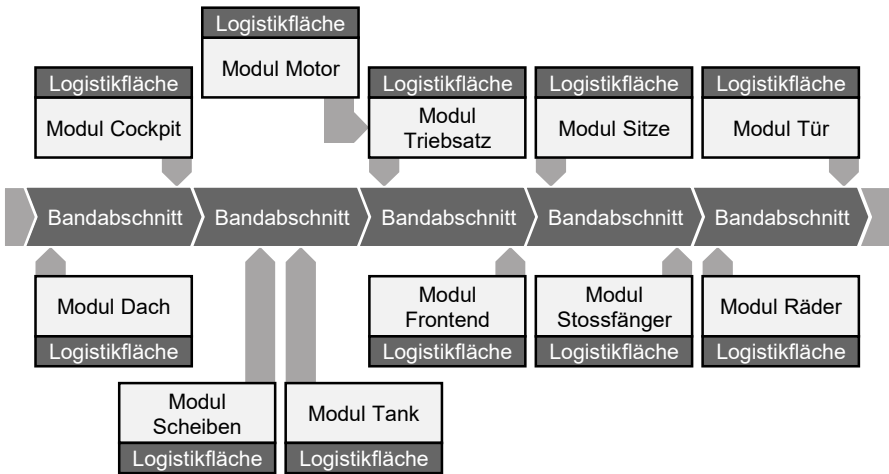 Logistikfläche
Modul Motor
Logistikfläche
Modul Cockpit
Logistikfläche
Modul
Triebsatz
Logistikfläche
Modul Sitze
Logistikfläche
Modul Tür
Bandabschnitt
Bandabschnitt
Bandabschnitt
Bandabschnitt
Bandabschnitt
Modul Dach
Logistikfläche
Modul
Frontend
Logistikfläche
Modul
Stossfänger
Logistikfläche
Modul Räder
Logistikfläche
Modul
Scheiben
Logistikfläche
Modul Tank
Logistikfläche